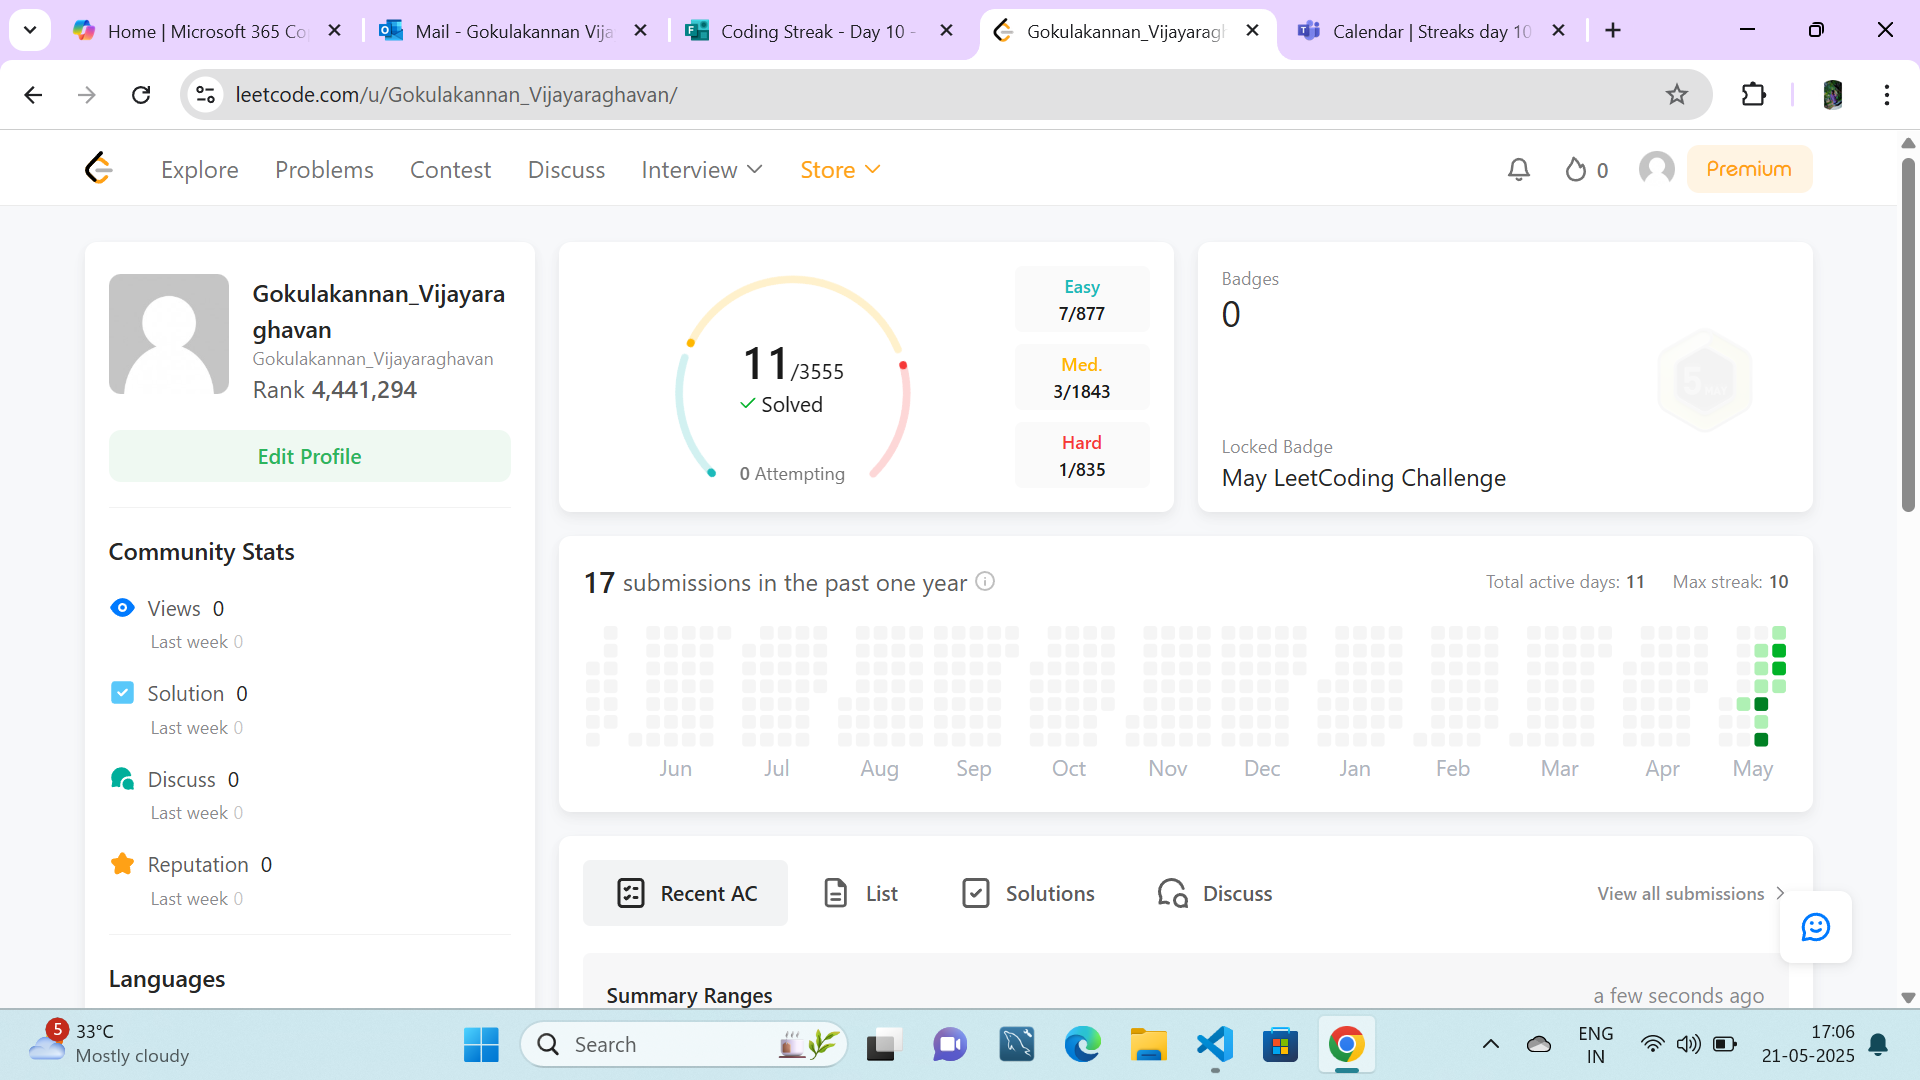 Home | Microsoft 365 Co
Mail - Gokulakannan Vija
Coding Streak - Day 10 -
Gokulakannan_Vijayaragh
Calendar | Streaks day 10
leetcode.com/u/Gokulakannan_Vijayaraghavan/
Explore
Problems
Contest
Discuss
Interview
Store
0
Premium
Gokulakannan_Vijayara
ghavan
Gokulakannan_Vijayaraghavan
Rank 4,441,294
Edit Profile
Community Stats
Views 0
Last week 0
Solution 0
Last week 0
Discuss 0
Last week 0
Reputation 0
Last week 0
Languages
11/3555
Solved
0 Attempting
Easy
7/877
Med.
3/1843
Hard
1/835
Badges
0
5
Locked Badge
May LeetCoding Challenge
17 submissions in the past one year
Total active days: 11
Max streak: 10
Jun
Jul
Aug
Sep
Oct
Nov
Dec
Jan
Feb
Mar
Apr
May
Recent AC
List
Solutions
Discuss
View all submissions
Summary Ranges
a few seconds ago
5
33°C
Mostly cloudy
Search
ENG
IN
17:06
21-05-2025